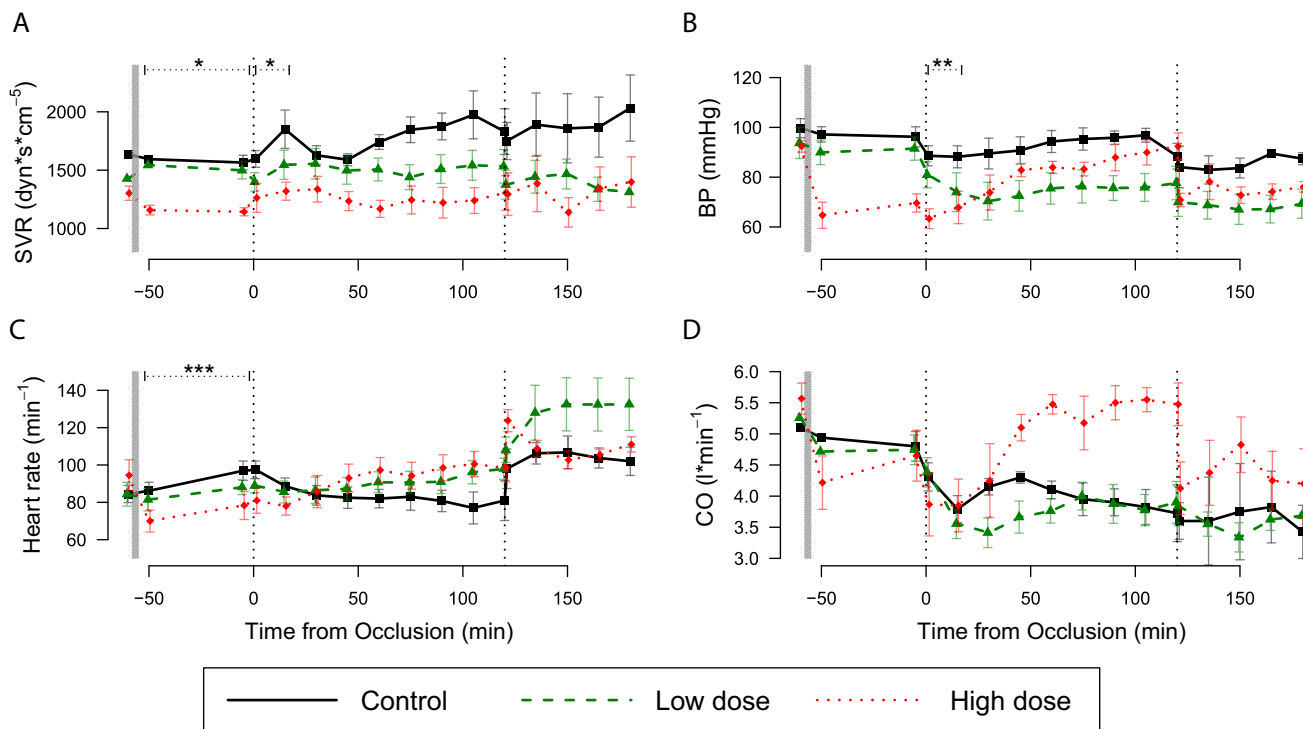 A
SVR (dyn*s*cm−5)
2000
1500
1000
*
*
−50 0 50 100 150
B
BP (mmHg)
120
100
80
60
**
−50 0 50 100 150
C
Heart rate (min−1)
140
120
100
80
60
***
−50 0 50 100 150
Time from Occlusion (min)
D
CO (l*min−1)
6.0
5.5
5.0
4.5
4.0
3.5
3.0
−50 0 50 100 150
Time from Occlusion (min)
Control Low dose High dose